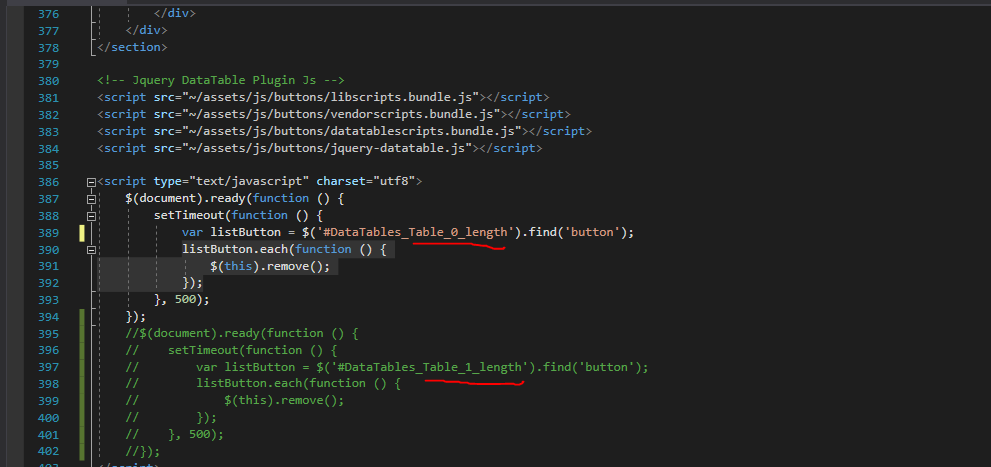 376 </div>
377 </div>
378 </section>
379
380 <!-- Jquery DataTable Plugin Js -->
381 <script src="~/assets/js/buttons/libscripts.bundle.js"></script>
382 <script src="~/assets/js/buttons/vendorscripts.bundle.js"></script>
383 <script src="~/assets/js/buttons/datatablescripts.bundle.js"></script>
384 <script src="~/assets/js/buttons/jquery-datatable.js"></script>
385
386 <script type="text/javascript" charset="utf8">
387 $(document).ready(function () {
388 setTimeout(function () {
389 var listButton = $('#DataTables_Table_0_length').find('button');
390 listButton.each(function () {
391 $(this).remove();
392 });
393 }, 500);
394 });
395 //$(document).ready(function () {
396 // setTimeout(function () {
397 // var listButton = $('#DataTables_Table_1_length').find('button');
398 // listButton.each(function () {
399 // $(this).remove();
400 // });
401 // }, 500);
402 //});